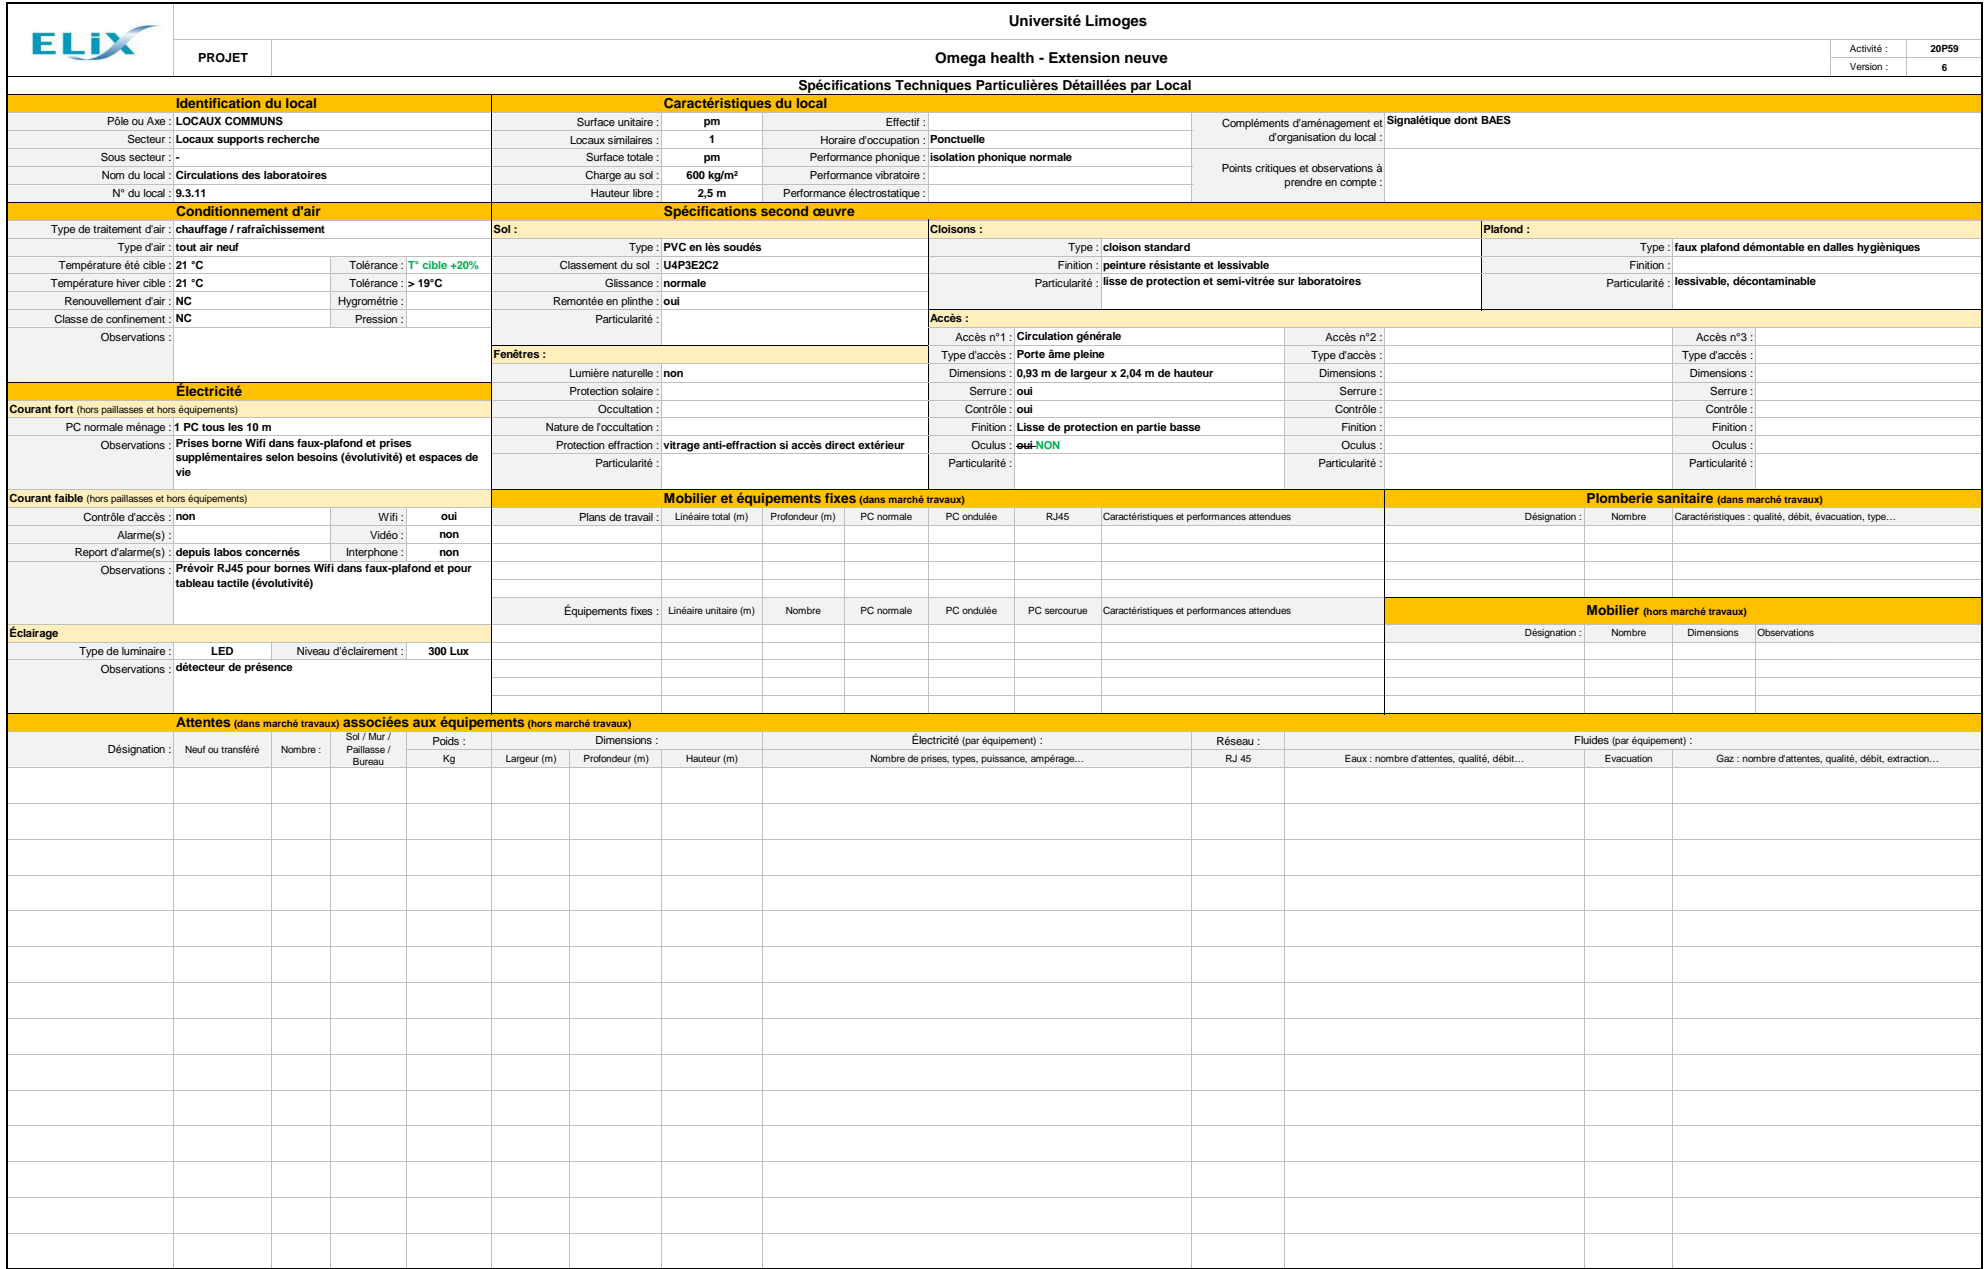 ELiX
Université Limoges
PROJET
Omega health - Extension neuve
Activité : 20P59
Version : 6
Spécifications Techniques Particulières Détaillées par Local
Identification du local
Pôle ou Axe : LOCAUX COMMUNS
Secteur : Locaux supports recherche
Sous secteur : -
Nom du local : Circulations des laboratoires
N° du local : 9.3.11
Caractéristiques du local
Surface unitaire : pm
Locaux similaires : 1
Surface totale : pm
Charge au sol : 600 kg/m²
Hauteur libre : 2,5 m
Effectif :
Horaire d'occupation : Ponctuelle
Performance phonique : isolation phonique normale
Performance vibratoire :
Performance électrostatique :
Compléments d'aménagement et
d'organisation du local :
Signalétique dont BAES
Points critiques et observations à
prendre en compte :
Conditionnement d'air
Type de traitement d'air : chauffage / rafraîchissement
Type d'air : tout air neuf
Température été cible : 21 °C Tolérance : T° cible +20%
Température hiver cible : 21 °C Tolérance : > 19°C
Renouvellement d'air : NC Hygrométrie :
Classe de confinement : NC Pression :
Observations :
Spécifications second œuvre
Sol :
Type : PVC en lès soudés
Classement du sol : U4P3E2C2
Glissance : normale
Remontée en plinthe : oui
Particularité :
Cloisons :
Type : cloison standard
Finition : peinture résistante et lessivable
Particularité : lisse de protection et semi-vitrée sur laboratoires
Plafond :
Type : faux plafond démontable en dalles hygièniques
Finition :
Particularité : lessivable, décontaminable
Fenêtres :
Lumière naturelle : non
Protection solaire :
Occultation :
Nature de l'occultation :
Protection effraction : vitrage anti-effraction si accès direct extérieur
Particularité :
Accès :
Accès n°1 : Circulation générale
Type d'accès : Porte âme pleine
Dimensions : 0,93 m de largeur x 2,04 m de hauteur
Serrure : oui
Contrôle : oui
Finition : Lisse de protection en partie basse
Oculus : oui NON
Particularité :
Accès n°2 :
Type d'accès :
Dimensions :
Serrure :
Contrôle :
Finition :
Oculus :
Particularité :
Accès n°3 :
Type d'accès :
Dimensions :
Serrure :
Contrôle :
Finition :
Oculus :
Particularité :
Électricité
Courant fort (hors paillasses et hors équipements)
PC normale ménage : 1 PC tous les 10 m
Observations : Prises borne Wifi dans faux-plafond et prises
supplémentaires selon besoins (évolutivité) et espaces de
vie
Courant faible (hors paillasses et hors équipements)
Contrôle d'accès : non Wifi : oui
Alarme(s) : Vidéo : non
Report d'alarme(s) : depuis labos concernés Interphone : non
Observations : Prévoir RJ45 pour bornes Wifi dans faux-plafond et pour
tableau tactile (évolutivité)
Éclairage
Type de luminaire : LED Niveau d'éclairement : 300 Lux
Observations : détecteur de présence
Mobilier et équipements fixes (dans marché travaux)
Plans de travail : Linéaire total (m) Profondeur (m) PC normale PC ondulée RJ45 Caractéristiques et performances attendues
Équipements fixes : Linéaire unitaire (m) Nombre PC normale PC ondulée PC sercourue Caractéristiques et performances attendues
Plomberie sanitaire (dans marché travaux)
Désignation : Nombre Caractéristiques : qualité, débit, évacuation, type…
Mobilier (hors marché travaux)
Désignation : Nombre Dimensions Observations
Attentes (dans marché travaux) associées aux équipements (hors marché travaux)
Désignation : Neuf ou transféré Nombre :
Sol / Mur /
Paillasse /
Bureau
Poids :
Kg
Dimensions :
Largeur (m) Profondeur (m) Hauteur (m)
Électricité (par équipement) :
Nombre de prises, types, puissance, ampérage…
Réseau :
RJ 45
Fluides (par équipement) :
Eaux : nombre d'attentes, qualité, débit… Evacuation Gaz : nombre d'attentes, qualité, débit, extraction…